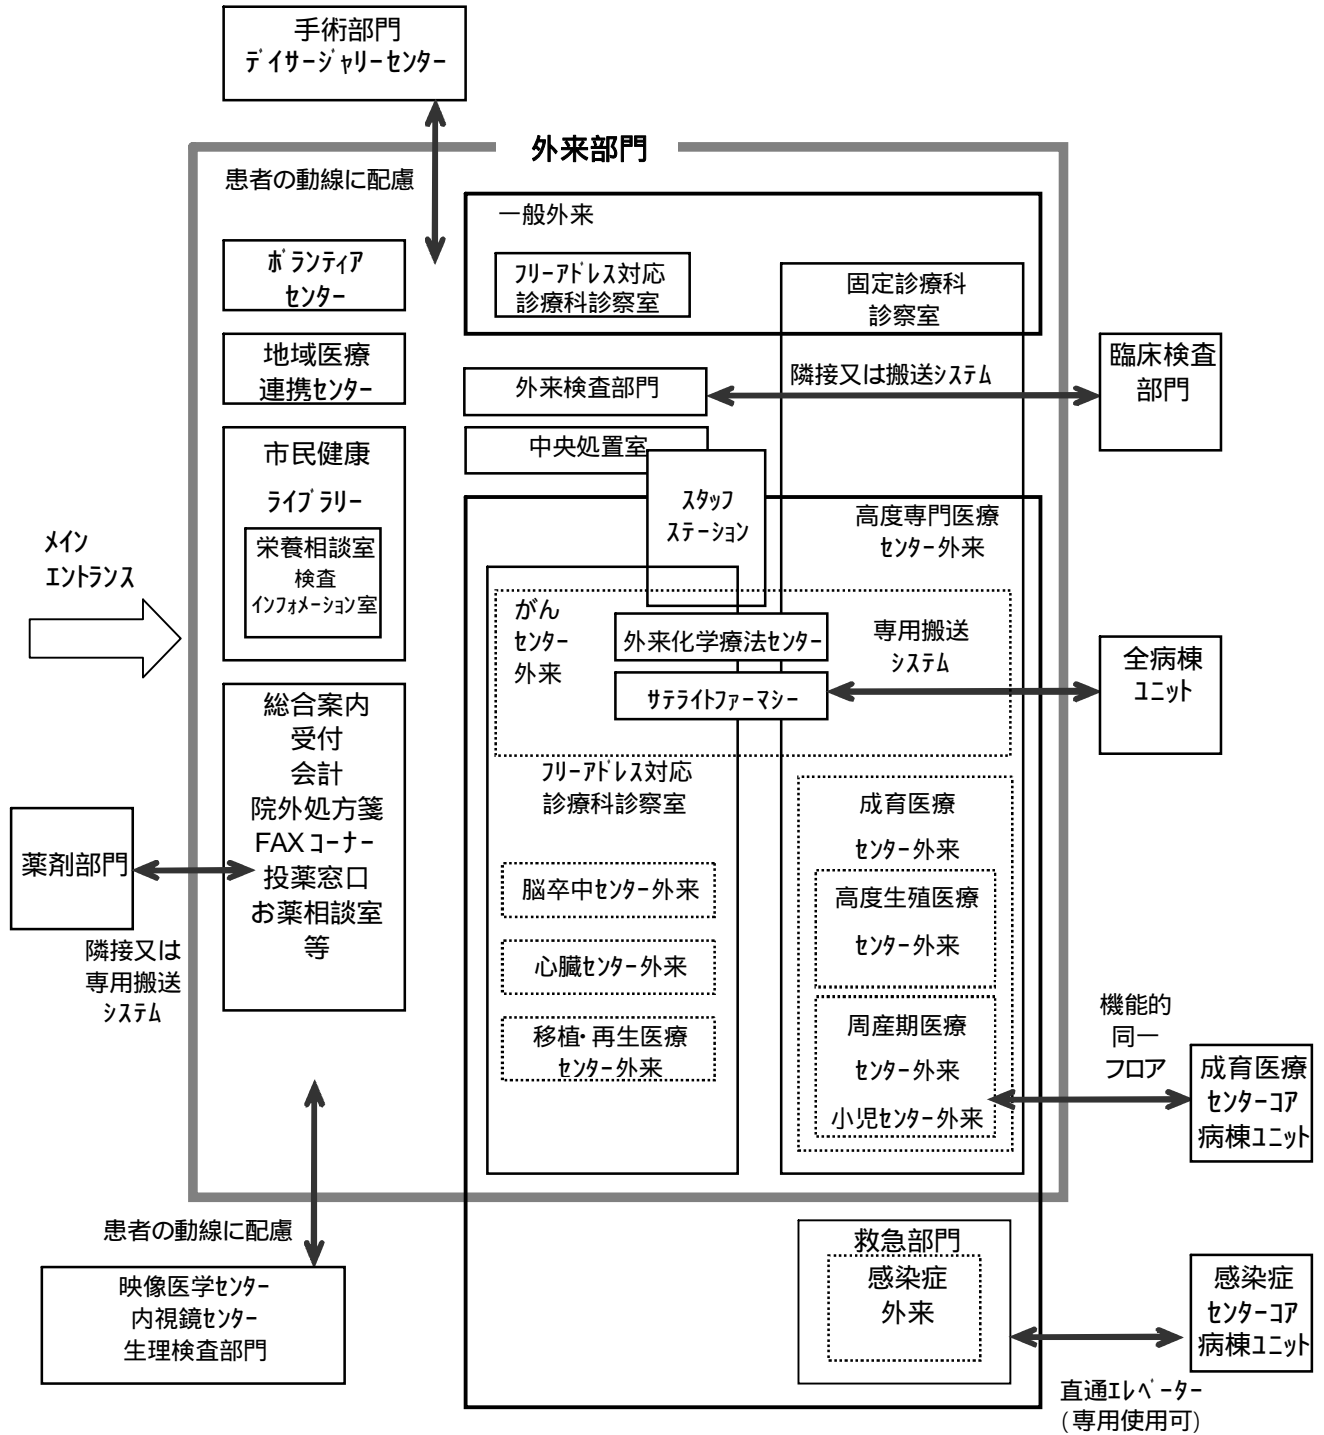 手術部門
ﾃﾞｲｻｰｼﾞｬﾘｰｾﾝﾀｰ
外来部門
患者の動線に配慮
一般外来
ﾌﾘｰｱﾄﾞﾚｽ対応
診療科診察室
固定診療科
診察室
ﾎﾞﾗﾝﾃｨｱ
ｾﾝﾀｰ
地域医療
連携ｾﾝﾀｰ
外来検査部門
隣接又は搬送ｼｽﾃﾑ
臨床検査
部門
中央処置室
ｽﾀｯﾌ
ｽﾃｰｼｮﾝ
高度専門医療
ｾﾝﾀｰ外来
市民健康
ﾗｲﾌﾞﾗﾘｰ
栄養相談室
検査
ｲﾝﾌｫﾒｰｼｮﾝ室
ﾒｲﾝ
ｴﾝﾄﾗﾝｽ
がん
ｾﾝﾀｰ
外来
外来化学療法ｾﾝﾀｰ
専用搬送
ｼｽﾃﾑ
ｻﾃﾗｲﾄﾌｧｰﾏｼｰ
全病棟
ﾕﾆｯﾄ
総合案内
受付
会計
院外処方箋
FAXｺｰﾅｰ
投薬窓口
お薬相談室
等
薬剤部門
隣接又は
専用搬送
ｼｽﾃﾑ
ﾌﾘｰｱﾄﾞﾚｽ対応
診療科診察室
脳卒中ｾﾝﾀｰ外来
心臓ｾﾝﾀｰ外来
移植・再生医療
ｾﾝﾀｰ外来
成育医療
ｾﾝﾀｰ外来
高度生殖医療
ｾﾝﾀｰ外来
周産期医療
ｾﾝﾀｰ外来
小児ｾﾝﾀｰ外来
機能的
同一
ﾌﾛｱ
成育医療
ｾﾝﾀｰｺｱ
病棟ﾕﾆｯﾄ
患者の動線に配慮
映像医学ｾﾝﾀｰ
内視鏡ｾﾝﾀｰ
生理検査部門
救急部門
感染症
外来
感染症
ｾﾝﾀｰｺｱ
病棟ﾕﾆｯﾄ
直通ｴﾚﾍﾞｰﾀｰ
(専用使用可)